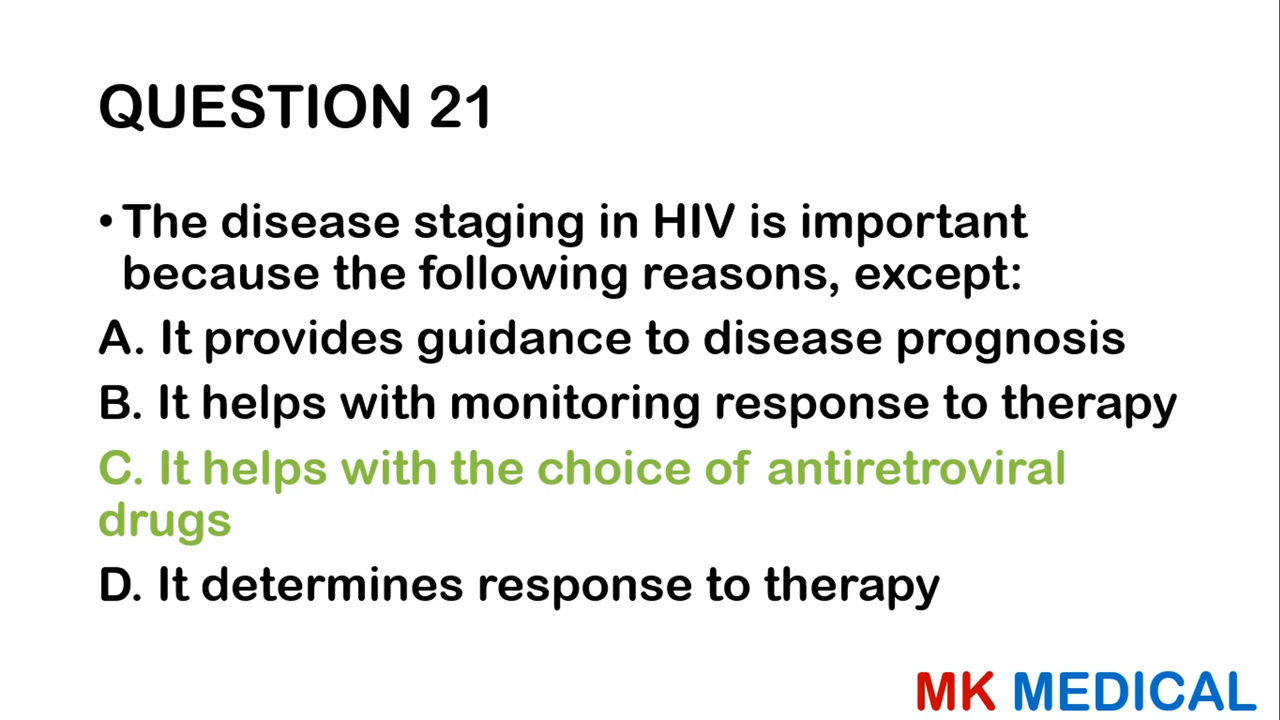 QUESTION 21
• The disease staging in HIV is important
because the following reasons, except:
A. It provides guidance to disease prognosis
B. It helps with monitoring response to therapy
C. It helps with the choice of antiretroviral
drugs
D. It determines response to therapy
MK MEDICAL